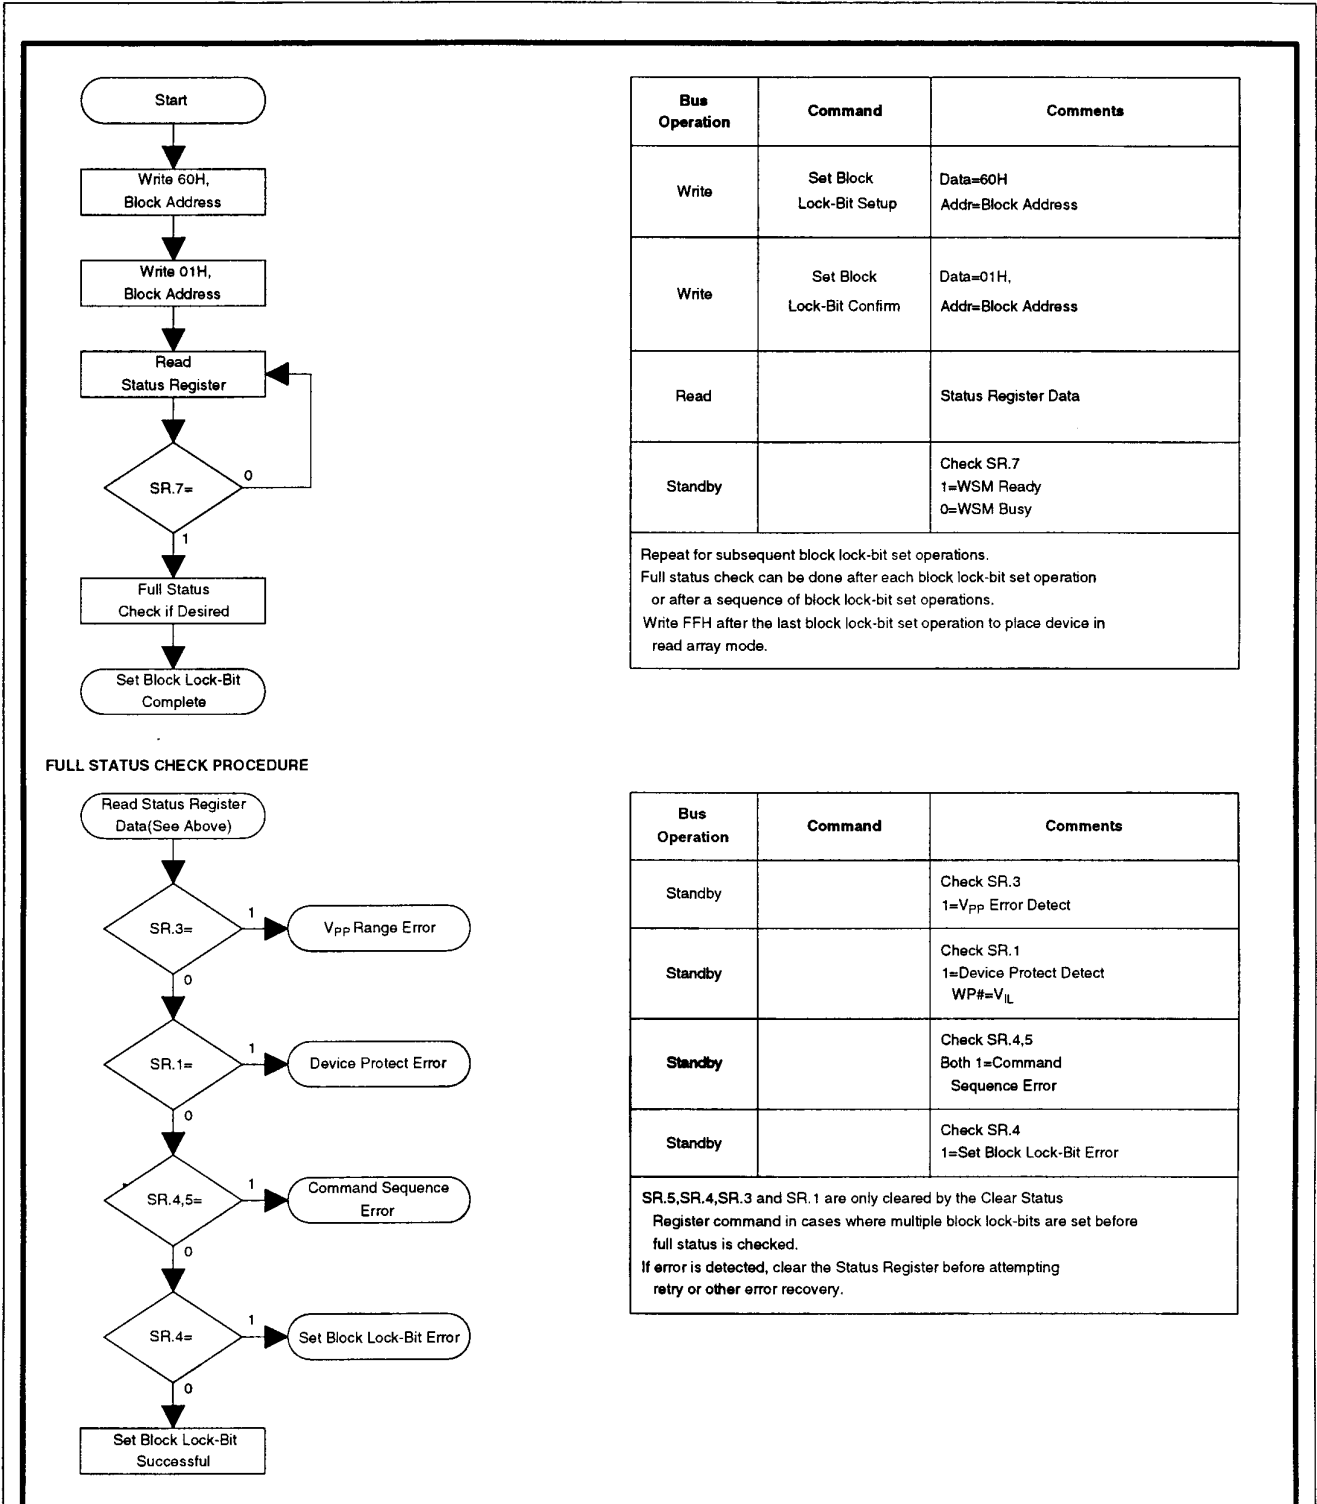 Start
Write 60H,
Block Address
Write 01H,
Block Address
Read
Status Register
SR.7=
0
1
Full Status
Check if Desired
Set Block Lock-Bit
Complete
Bus
Operation
Command
Comments
Write
Set Block
Lock-Bit Setup
Data=60H
Addr=Block Address
Write
Set Block
Lock-Bit Confirm
Data=01H,
Addr=Block Address
Read
Status Register Data
Standby
Check SR.7
1=WSM Ready
0=WSM Busy
Repeat for subsequent block lock-bit set operations.
Full status check can be done after each block lock-bit set operation
or after a sequence of block lock-bit set operations.
Write FFH after the last block lock-bit set operation to place device in
read array mode.
FULL STATUS CHECK PROCEDURE
Read Status Register
Data(See Above)
SR.3=
1
VPP Range Error
0
SR.1=
1
Device Protect Error
0
SR.4,5=
1
Command Sequence
Error
0
SR.4=
1
Set Block Lock-Bit Error
0
Set Block Lock-Bit
Successful
Bus
Operation
Command
Comments
Standby
Check SR.3
1=VPP Error Detect
Standby
Check SR.1
1=Device Protect Detect
WP#=VIL
Standby
Check SR.4,5
Both 1=Command
Sequence Error
Standby
Check SR.4
1=Set Block Lock-Bit Error
SR.5,SR.4,SR.3 and SR.1 are only cleared by the Clear Status
Register command in cases where multiple block lock-bits are set before
full status is checked.
If error is detected, clear the Status Register before attempting
retry or other error recovery.